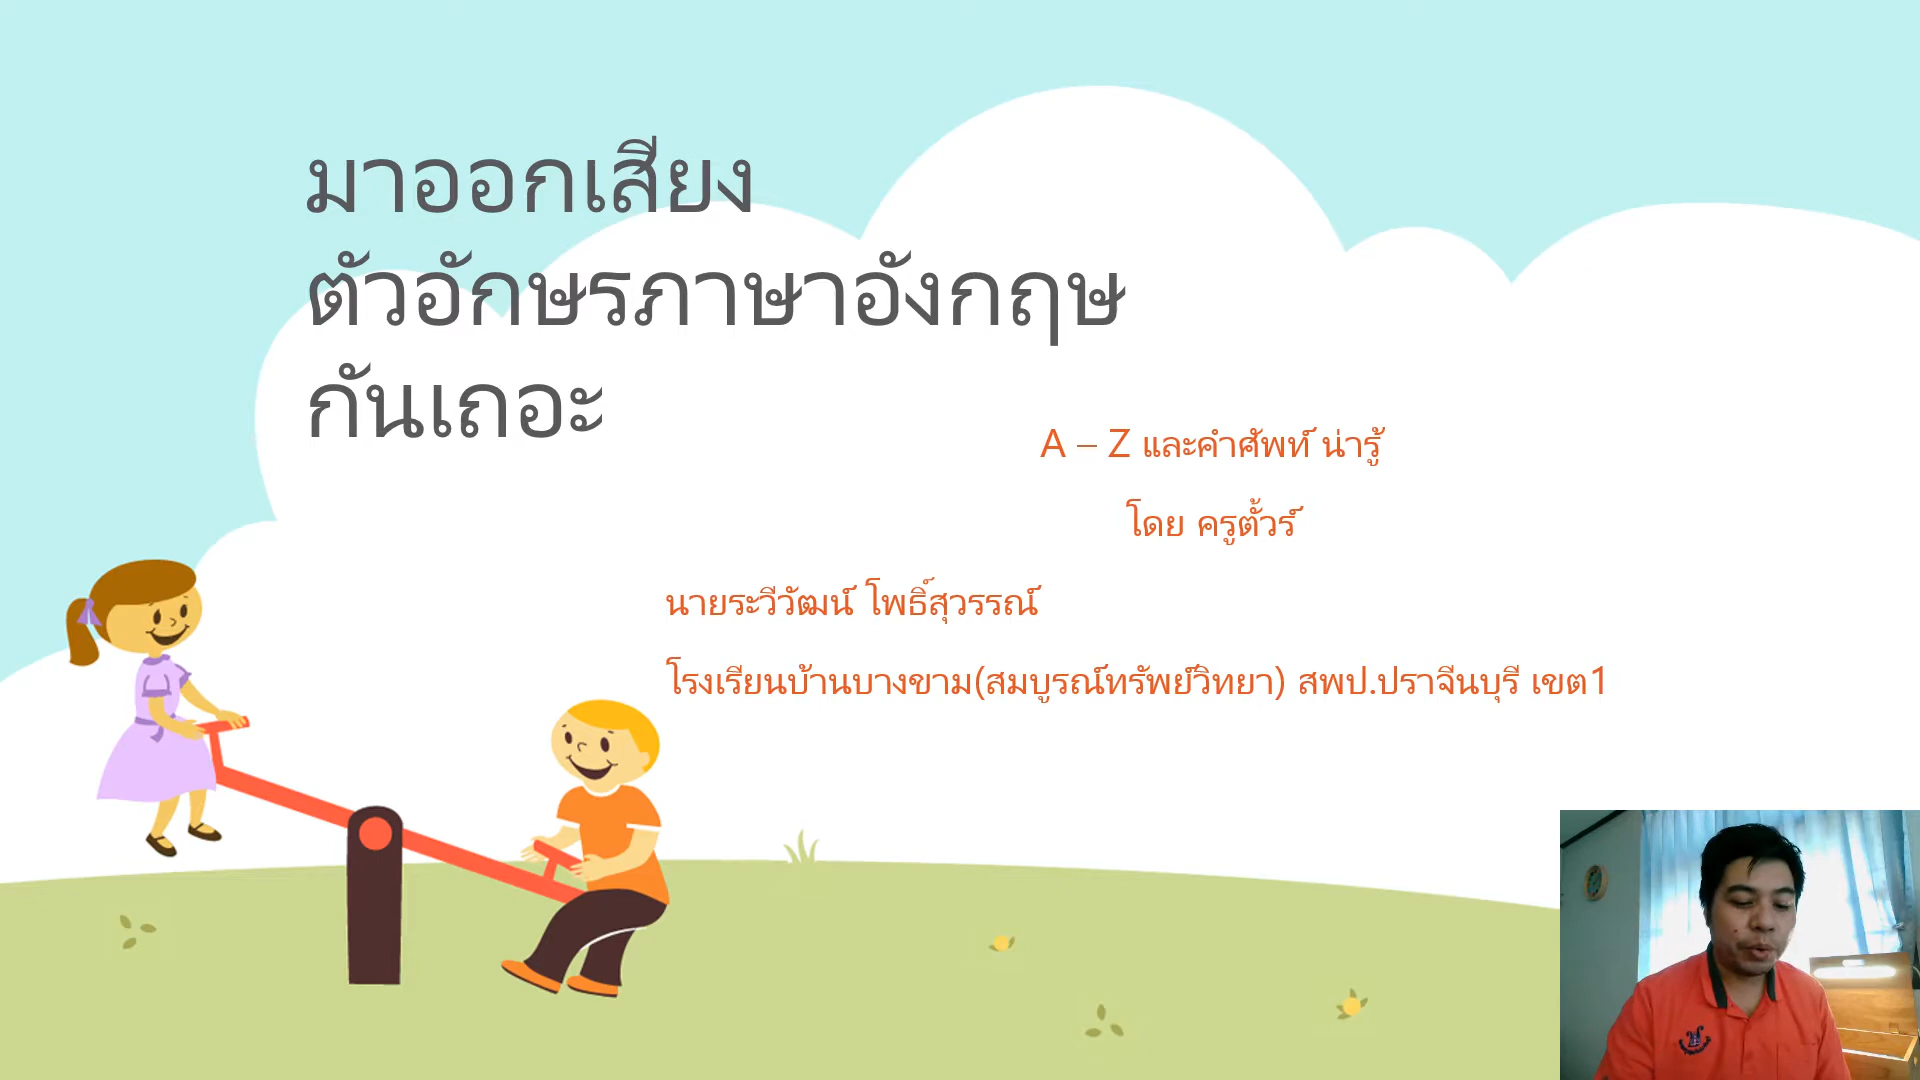 มาออกเสียง
ตัวอักษรภาษาอังกฤษ
กันเถอะ
A – Z และคำศัพท์ น่ารู้
โดย ครูตั้วร์
นายระวีวัฒน์ โพธิ์สุวรรณ์
โรงเรียนบ้านบางขาม(สมบูรณ์ทรัพย์วิทยา) สพป.ปราจีนบุรี เขต1